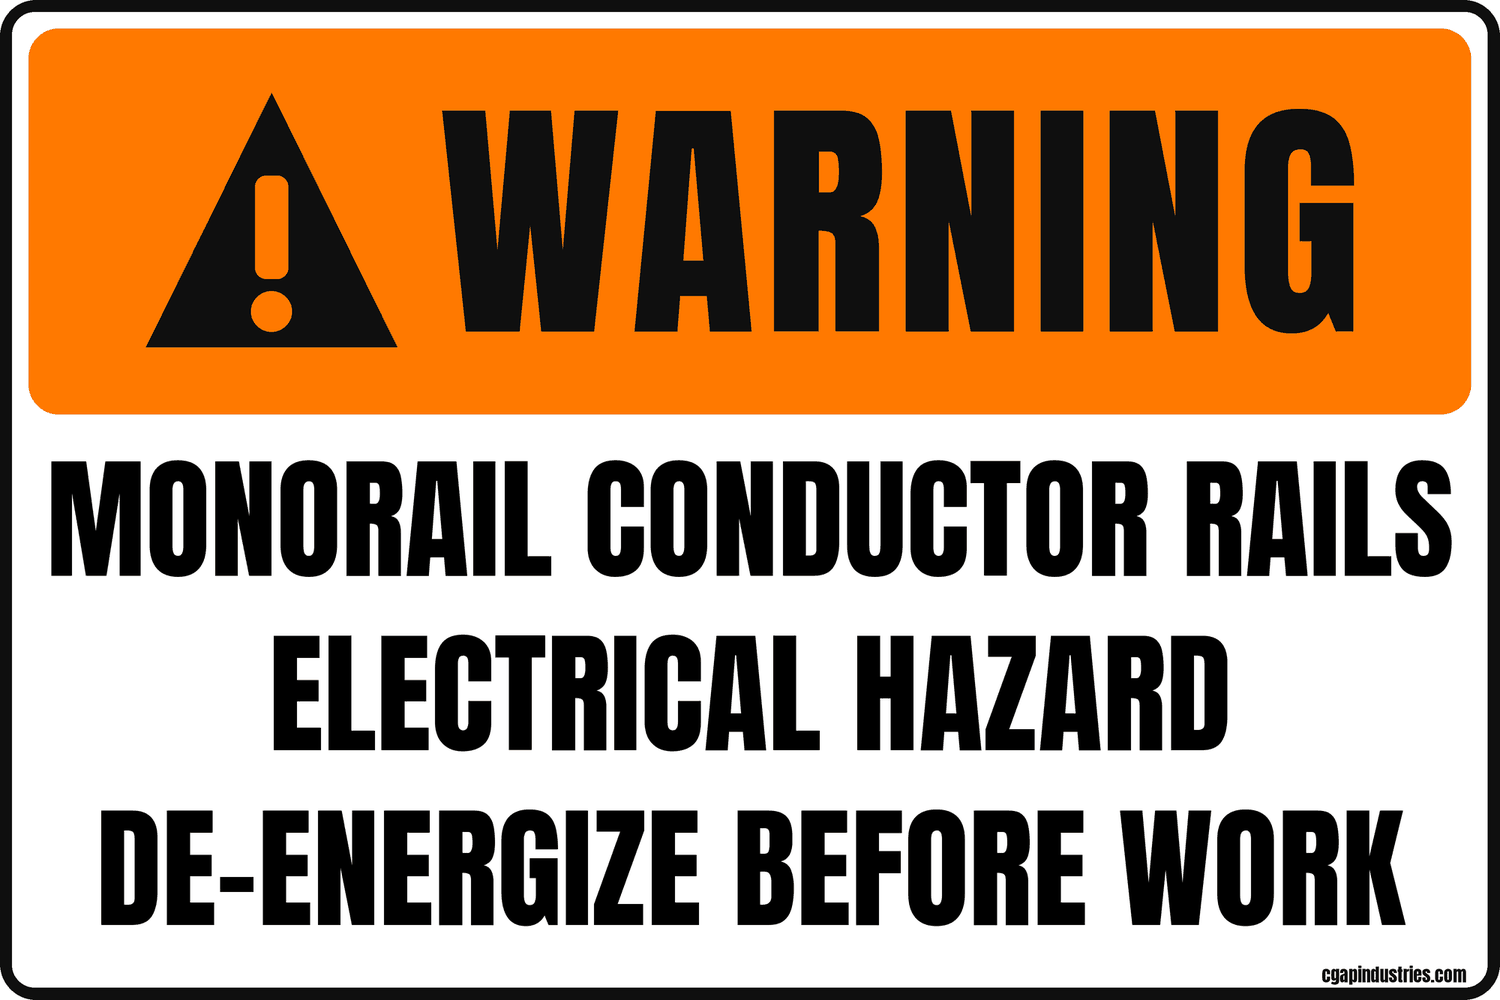 WARNING
MONORAIL CONDUCTOR RAILS
ELECTRICAL HAZARD
DE-ENERGIZE BEFORE WORK
cgapindustries.com